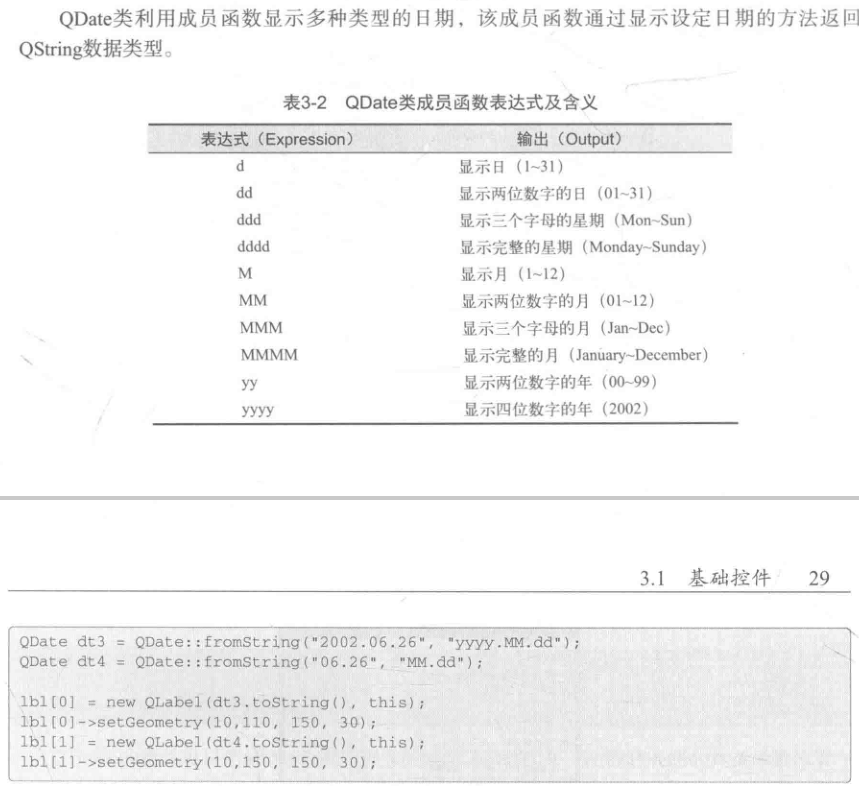 QDate类利用成员函数显示多种类型的日期，该成员函数通过显示设定日期的方法返回
QString数据类型。
表3-2 QDate类成员函数表达式及含义
表达式（Expression） 输出（Output）
d 显示日（1~31）
dd 显示两位数字的日（01~31）
ddd 显示三个字母的星期（Mon~Sun）
dddd 显示完整的星期（Monday~Sunday）
M 显示月（1~12）
MM 显示两位数字的月（01~12）
MMM 显示三个字母的月（Jan~Dec）
MMMM 显示完整的月（January~December）
yy 显示两位数字的年（00~99）
yyyy 显示四位数字的年（2002）
3.1 基础控件 29
QDate dt3 = QDate::fromString("2002.06.26", "yyyy.MM.dd");
QDate dt4 = QDate::fromString("06.26", "MM.dd");
lbl[0] = new QLabel(dt3.toString(), this);
lbl[0]->setGeometry(10,110, 150, 30);
lbl[1] = new QLabel(dt4.toString(), this);
lbl[1]->setGeometry(10,150, 150, 30);